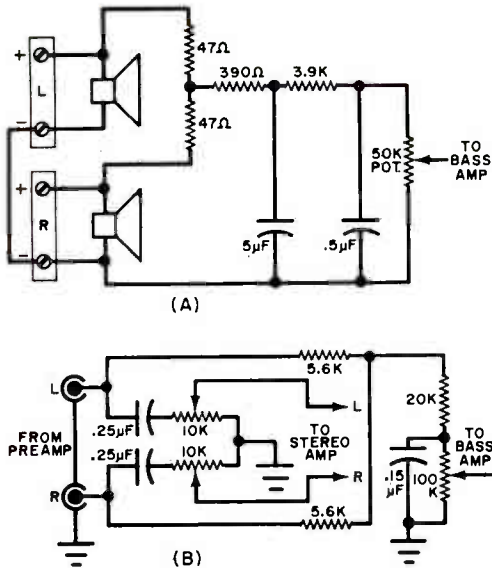 +
L
−
+
R
−
47Ω
47Ω
390Ω
3.9K
5µF
.5µF
50K
POT.
TO
BASS
AMP
(A)
L
FROM
PREAMP
R
.25µF
10K
.25µF
10K
5.6K
L
TO
STEREO
AMP
R
5.6K
20K
.15
µF
100
K
TO
BASS
AMP
(B)